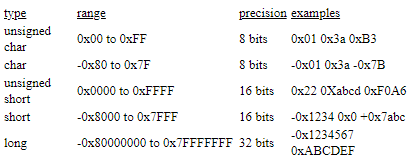 type range precision examples
unsigned char 0x00 to 0xFF 8 bits 0x01 0x3a 0xB3
char -0x80 to 0x7F 8 bits -0x01 0x3a -0x7B
unsigned short 0x0000 to 0xFFFF 16 bits 0x22 0Xabcd 0xF0A6
short -0x8000 to 0x7FFF 16 bits -0x1234 0x0 +0x7abc
long -0x80000000 to 0x7FFFFFFF 32 bits -0x1234567 0xABCDEF